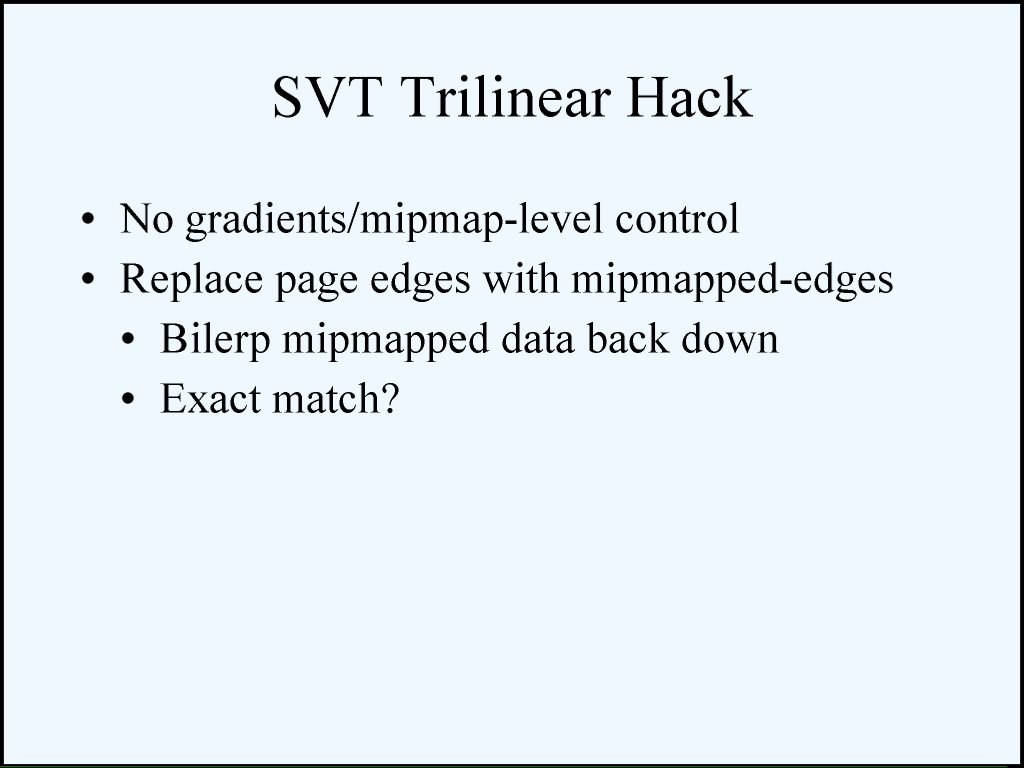 SVT Trilinear Hack
• No gradients/mipmap-level control
• Replace page edges with mipmapped-edges
• Bilerp mipmapped data back down
• Exact match?